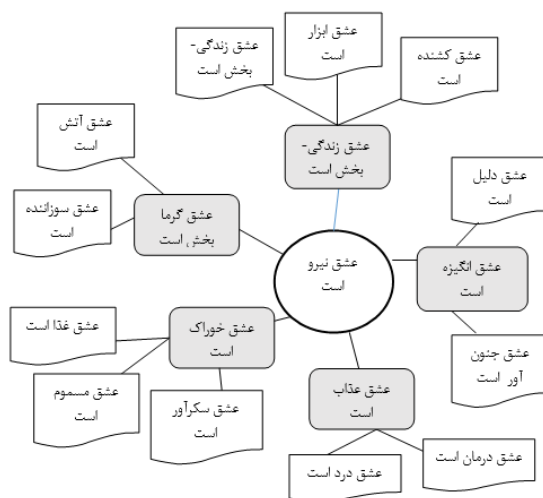 عشق کشنده
است
عشق ابزار
است
عشق زندگی-
بخش است
عشق زندگی-
بخش است
عشق آتش
است
عشق سوزاننده
است
عشق گرما
بخش است
عشق دلیل
است
عشق انگیزه
است
عشق جنون
آور است
عشق نیرو
است
عشق خوراک
است
عشق غذا است
عشق مسموم
است
عشق سکرآور
است
عشق عذاب
است
عشق درمان است
عشق درد است